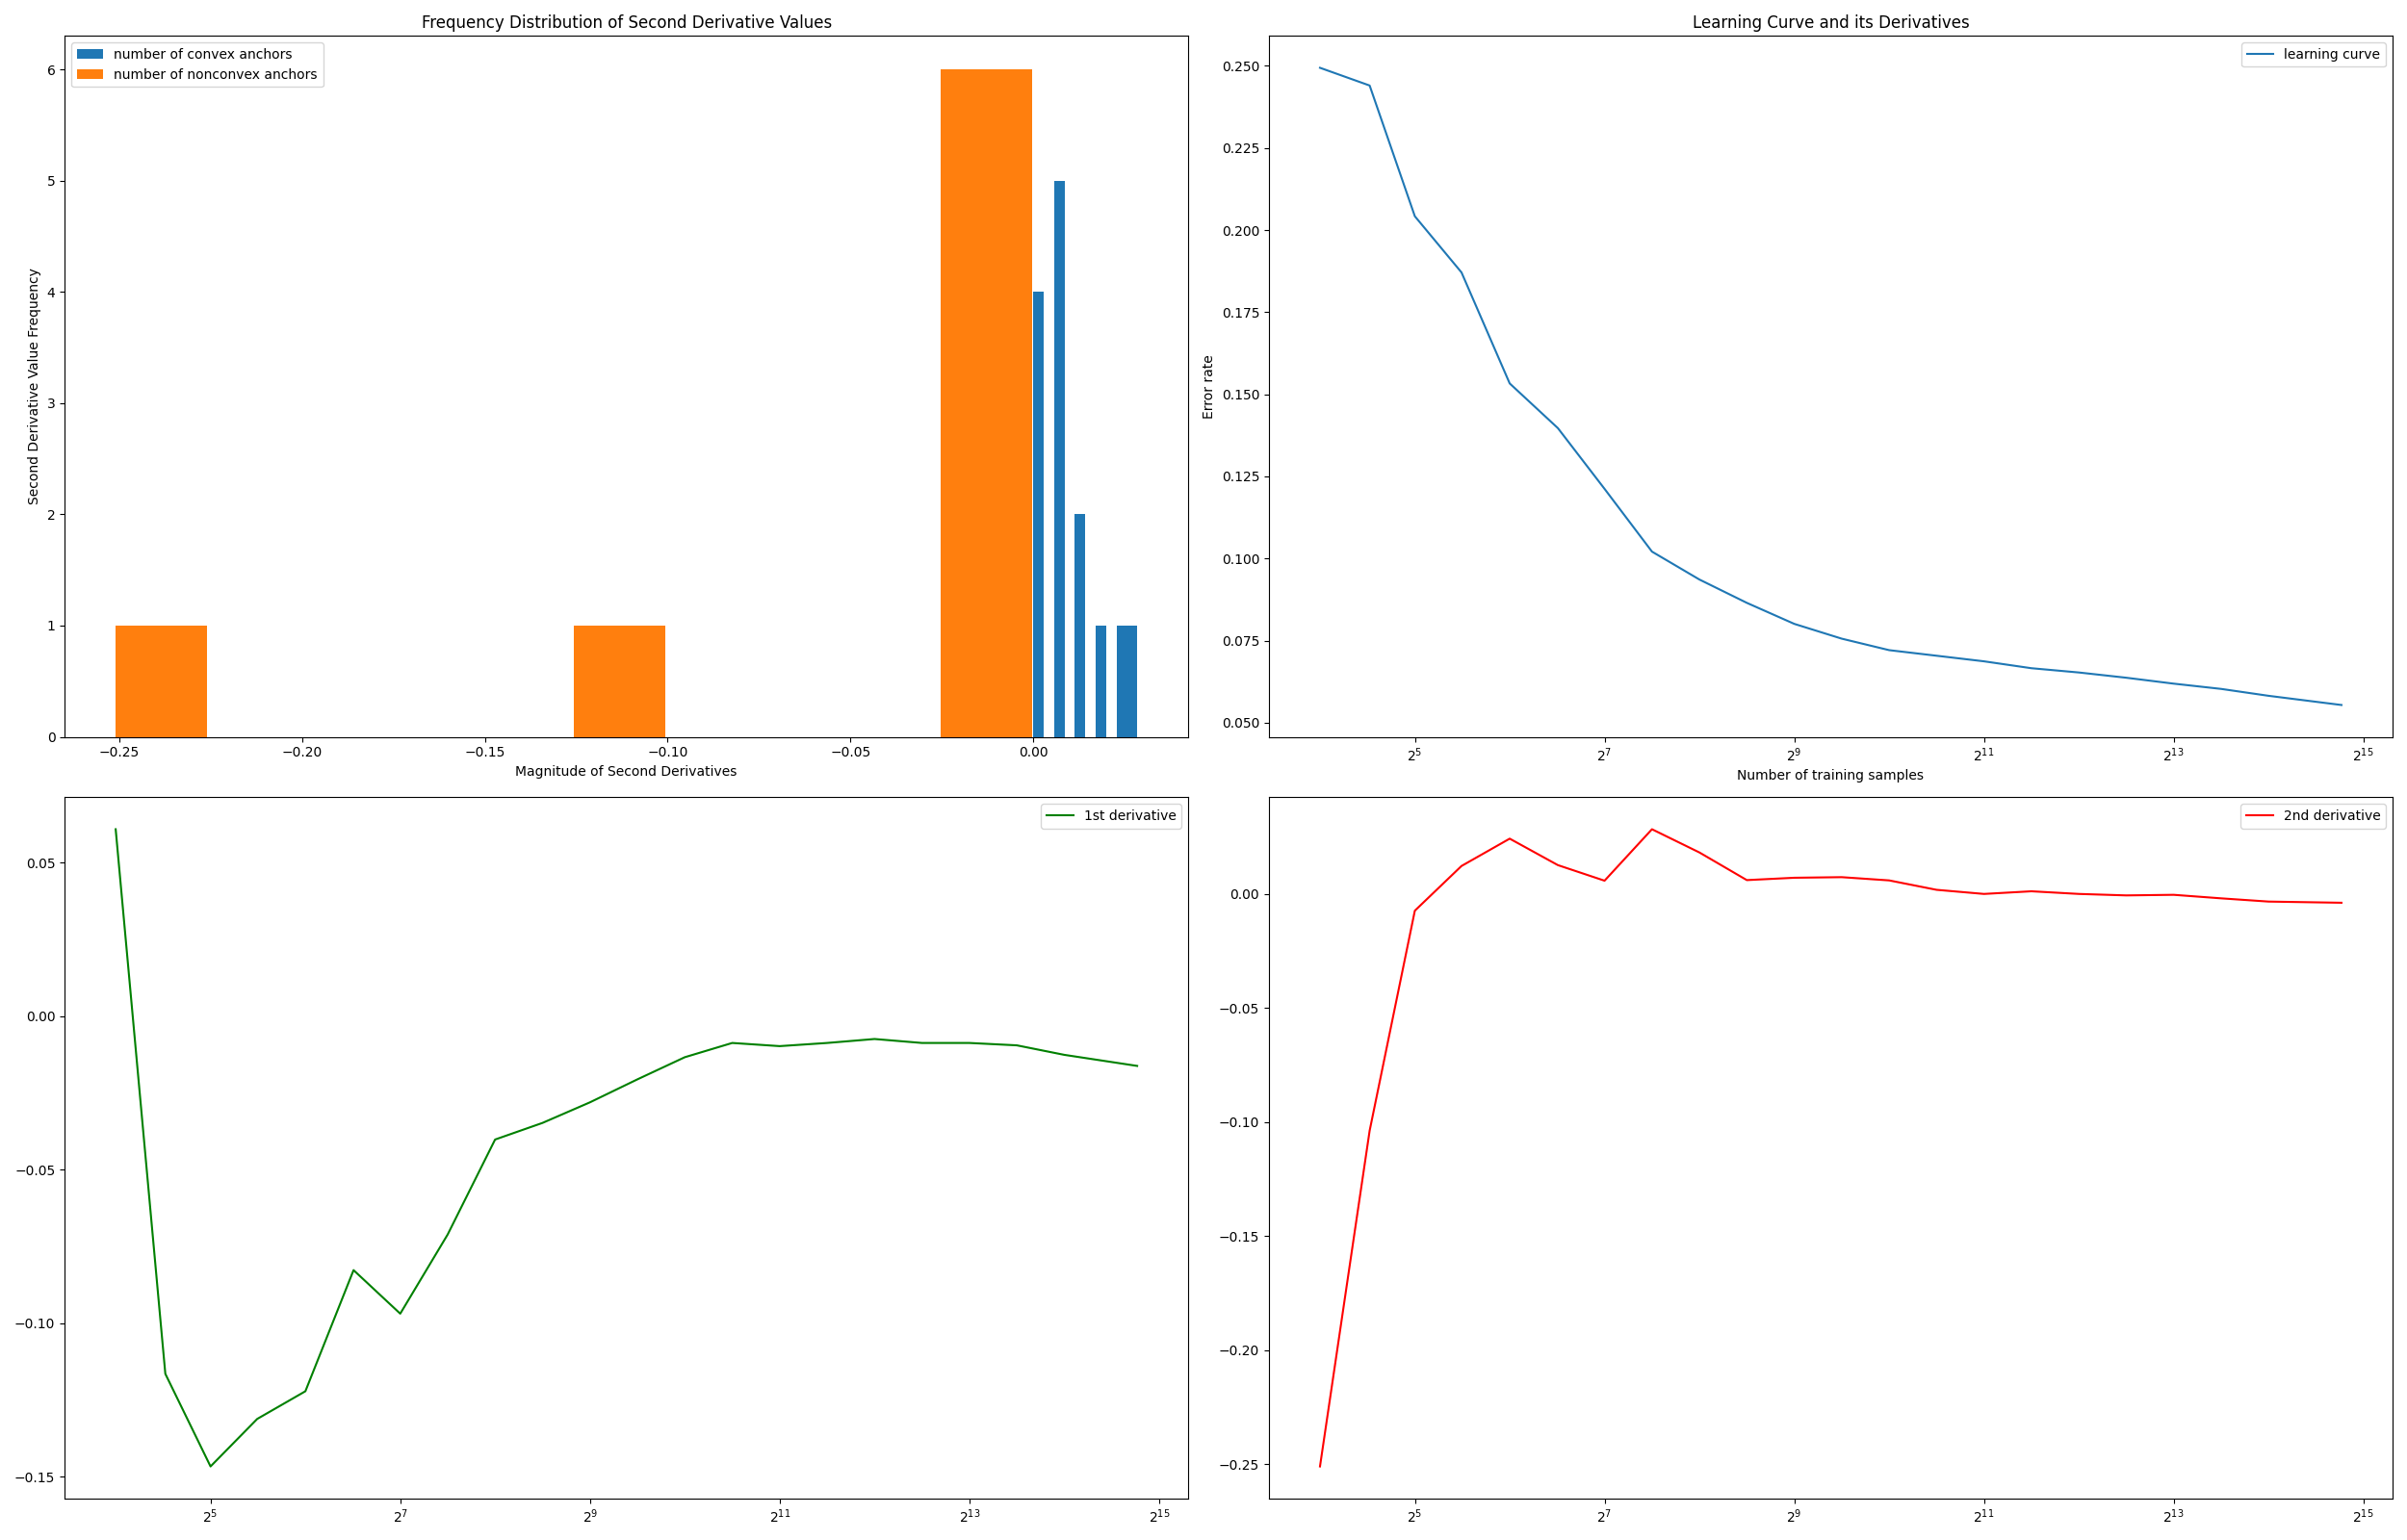 Frequency Distribution of Second Derivative Values
number of convex anchors
number of nonconvex anchors
Second Derivative Value Frequency
6
5
4
3
2
1
0
−0.25 −0.20 −0.15 −0.10 −0.05 0.00
Magnitude of Second Derivatives
Learning Curve and its Derivatives
learning curve
Error rate
0.250
0.225
0.200
0.175
0.150
0.125
0.100
0.075
0.050
2^5 2^7 2^9 2^11 2^13 2^15
Number of training samples
1st derivative
0.05
0.00
−0.05
−0.10
−0.15
2^5 2^7 2^9 2^11 2^13 2^15
2nd derivative
0.00
−0.05
−0.10
−0.15
−0.20
−0.25
2^5 2^7 2^9 2^11 2^13 2^15